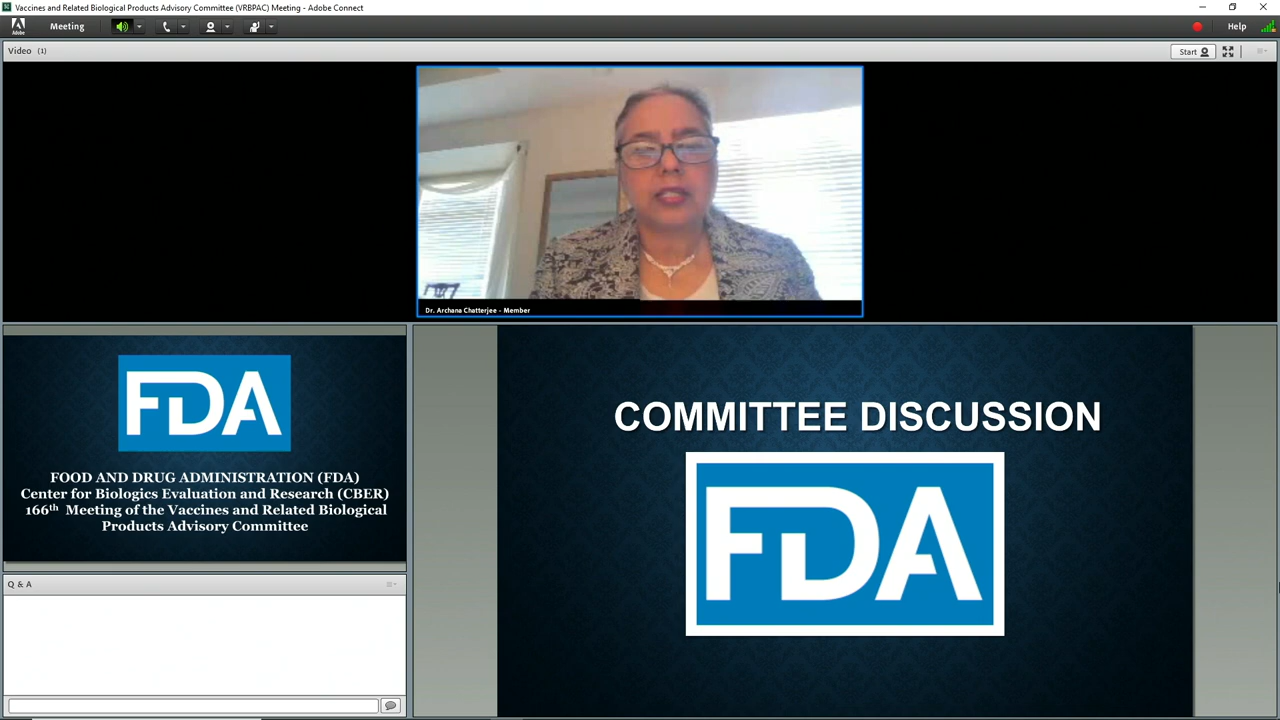 Vaccines and Related Biological Products Advisory Committee (VRBPAC) Meeting - Adobe Connect
Adobe
Meeting
Help
Video (1)
Start
Dr. Archana Chatterjee - Member
FDA
FOOD AND DRUG ADMINISTRATION (FDA)
Center for Biologics Evaluation and Research (CBER)
166th Meeting of the Vaccines and Related Biological
Products Advisory Committee
COMMITTEE DISCUSSION
FDA
Q & A